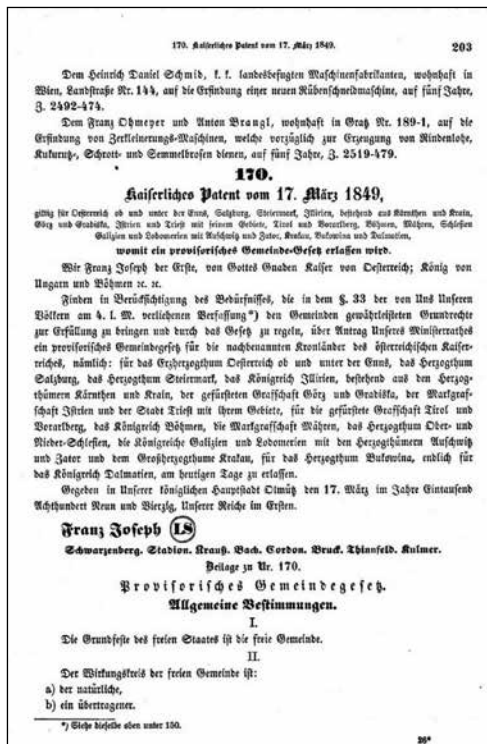 170. Kaiserliches Patent vom 17. März 1849.
203
Dem Heinrich Daniel Schmid, k. k. landesbefugten Maschinenfabrikanten, wohnhaft in
Wien, Landstraße Nr. 144, auf die Erfindung einer neuen Rübenschneidmaschine, auf fünf Jahre,
Z. 2492-474.
Dem Franz Ohmeyer und Anton Brangl, wohnhaft in Gratz Nr. 189-1, auf die
Erfindung von Zerkleinerungs-Maschinen, welche vorzüglich zur Erzeugung von Rindenlohe,
Kukurutz-, Schrott- und Semmelbrosen dienen, auf fünf Jahre, Z. 2519-479.
170.
Kaiserliches Patent vom 17. März 1849,
giltig für Oesterreich ob und unter der Enns, Salzburg, Steiermark, Illirien, bestehend aus Kärnthen und Krain,
Görz und Gradiska, Istrien und Triest mit seinem Gebiete, Tirol und Vorarlberg, Böhmen, Mähren, Schlesien
Galizien und Lodomerien mit Auschwitz und Zator, Krakau, Bukowina und Dalmatien,
womit ein provisorisches Gemeinde-Gesetz erlassen wird.
Wir Franz Joseph der Erste, von Gottes Gnaden Kaiser von Oesterreich; König von
Ungarn und Böhmen ꝛc. ꝛc.
Finden in Berücksichtigung des Bedürfnisses, die in dem §. 33 der von Uns Unseren
Völkern am 4. l. M. verliehenen Verfassung*) den Gemeinden gewährleisteten Grundrechte
zur Erfüllung zu bringen und durch das Gesetz zu regeln, über Antrag Unseres Ministerrathes
ein provisorisches Gemeindegesetz für die nachbenannten Kronländer des österreichischen Kaiser-
reiches, nämlich: für das Erzherzogthum Oesterreich ob und unter der Enns, das Herzogthum
Salzburg, das Herzogthum Steiermark, das Königreich Illirien, bestehend aus den Herzog-
thümern Kärnthen und Krain, der gefürsteten Grafschaft Görz und Gradiska, der Markgraf-
schaft Istrien und der Stadt Triest mit ihrem Gebiete, für die gefürstete Grafschaft Tirol und
Vorarlberg, das Königreich Böhmen, die Markgrafschaft Mähren, das Herzogthum Ober- und
Nieder-Schlesien, die Königreiche Galizien und Lodomerien mit den Herzogthümern Auschwitz
und Zator und dem Großherzogthume Krakau, für das Herzogthum Bukowina, endlich für
das Königreich Dalmatien, am heutigen Tage zu erlassen.
Gegeben in Unserer königlichen Hauptstadt Olmütz den 17. März im Jahre Eintausend
Achthundert Neun und Vierzig, Unserer Reiche im Ersten.
Franz Joseph LS
Schwarzenberg. Stadion. Krauß. Bach. Cordon. Bruck. Thinnfeld. Kulmer.
Beilage zu Nr. 170.
Provisorisches Gemeindegesetz.
Allgemeine Bestimmungen.
I.
Die Grundfeste des freien Staates ist die freie Gemeinde.
II.
Der Wirkungskreis der freien Gemeinde ist:
a) der natürliche,
b) ein übertragener.
*) Siehe dieselbe oben unter 150.
26*